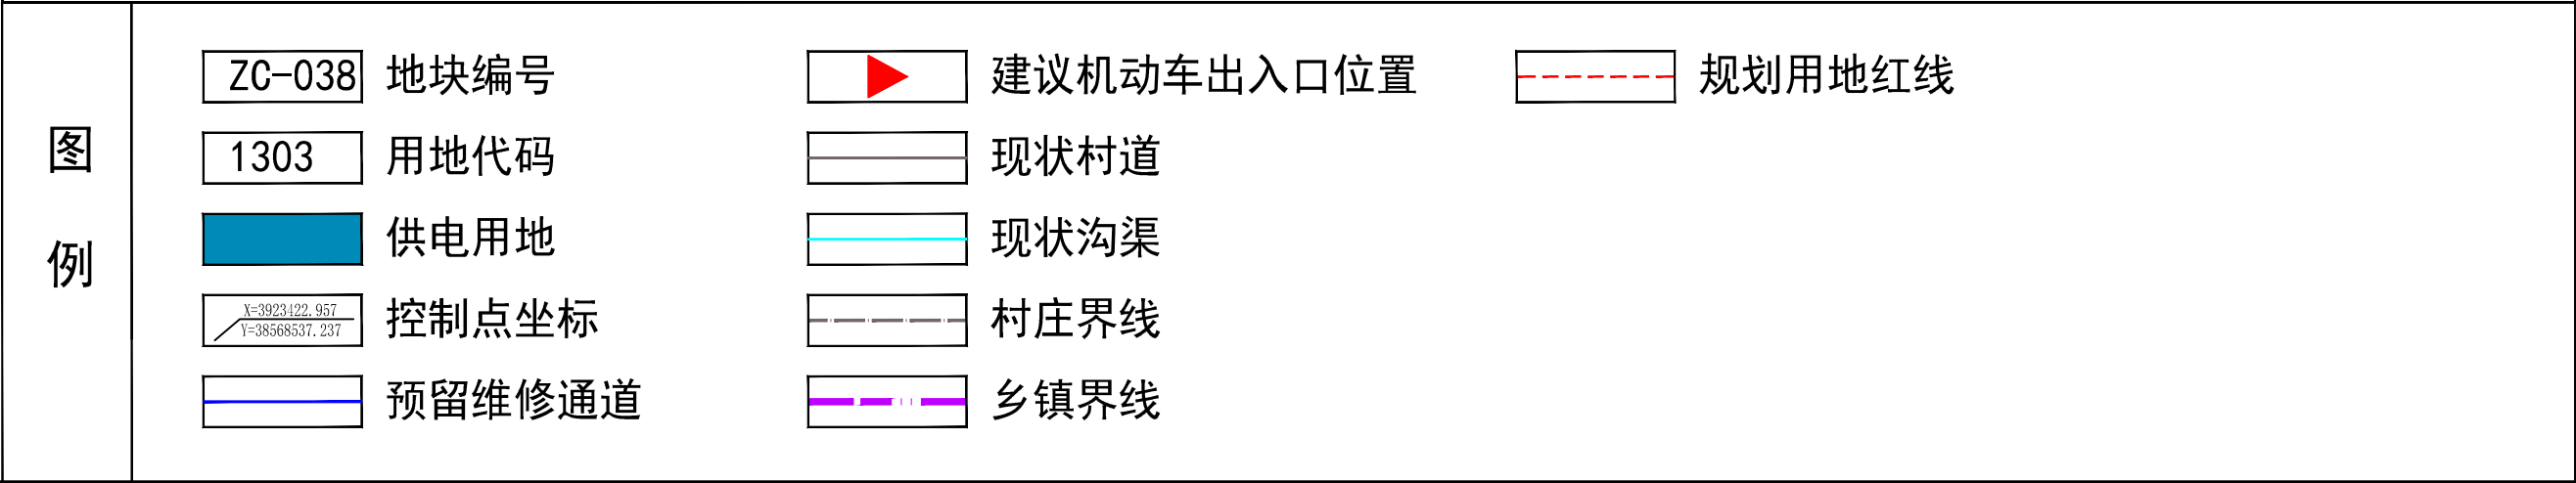 图例
ZC-038 地块编号
1303 用地代码
供电用地
X=3923422.957
Y=38568537.237
控制点坐标
预留维修通道
建议机动车出入口位置
现状村道
现状沟渠
村庄界线
乡镇界线
规划用地红线